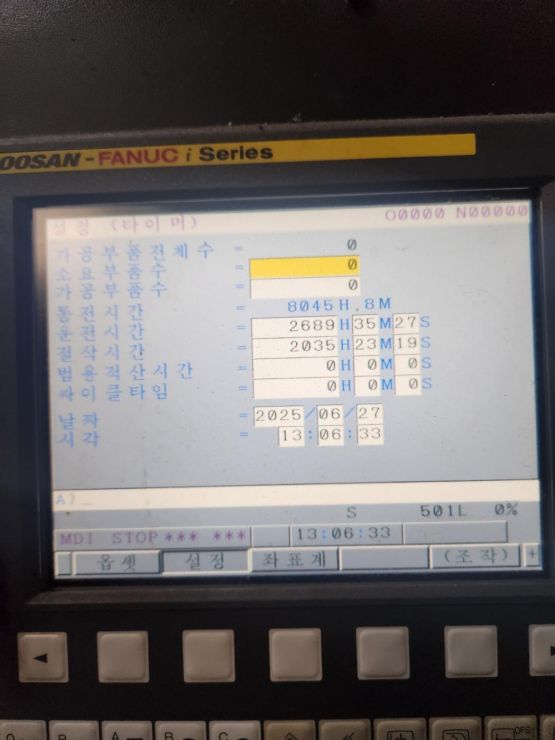 OOSAN - FANUC i Series
설정 (타이머) O0000 N00000
가공부품전체수 = 0
소요부품수 = 0
가공부품수 = 0
통전시간 = 8045H 8M
운전시간 = 2689H35M27S
절삭시간 = 2035H23M19S
범용적산시간 = 0H 0M 0S
싸이클타임 = 0H 0M 0S
날짜 = 2025/06/27
시각 = 13:06:33
A)_
S 501L 0%
MDI STOP *** *** 13:06:33
옵셋 설정 좌표계 (조작) +